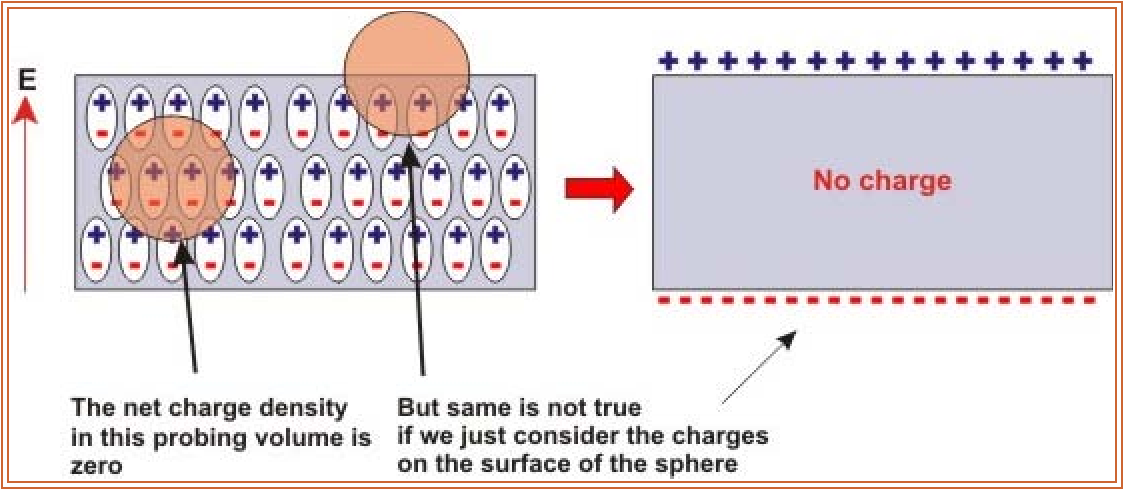 E
No charge
The net charge density
in this probing volume is
zero
But same is not true
if we just consider the charges
on the surface of the sphere